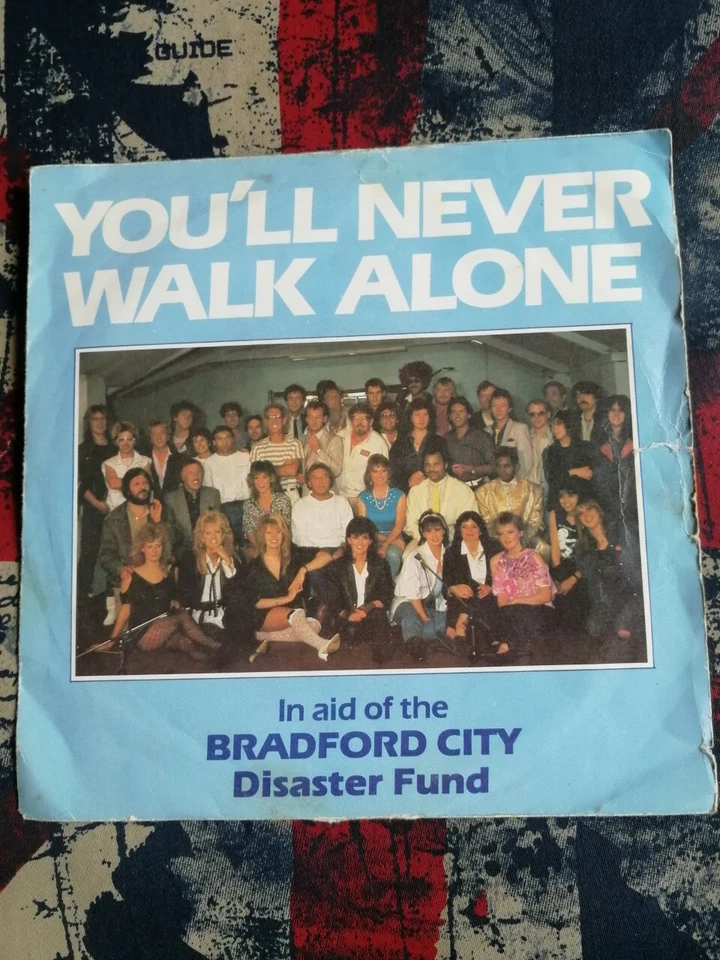 GUIDE
YOU'LL NEVER
WALK ALONE
In aid of the
BRADFORD CITY
Disaster Fund